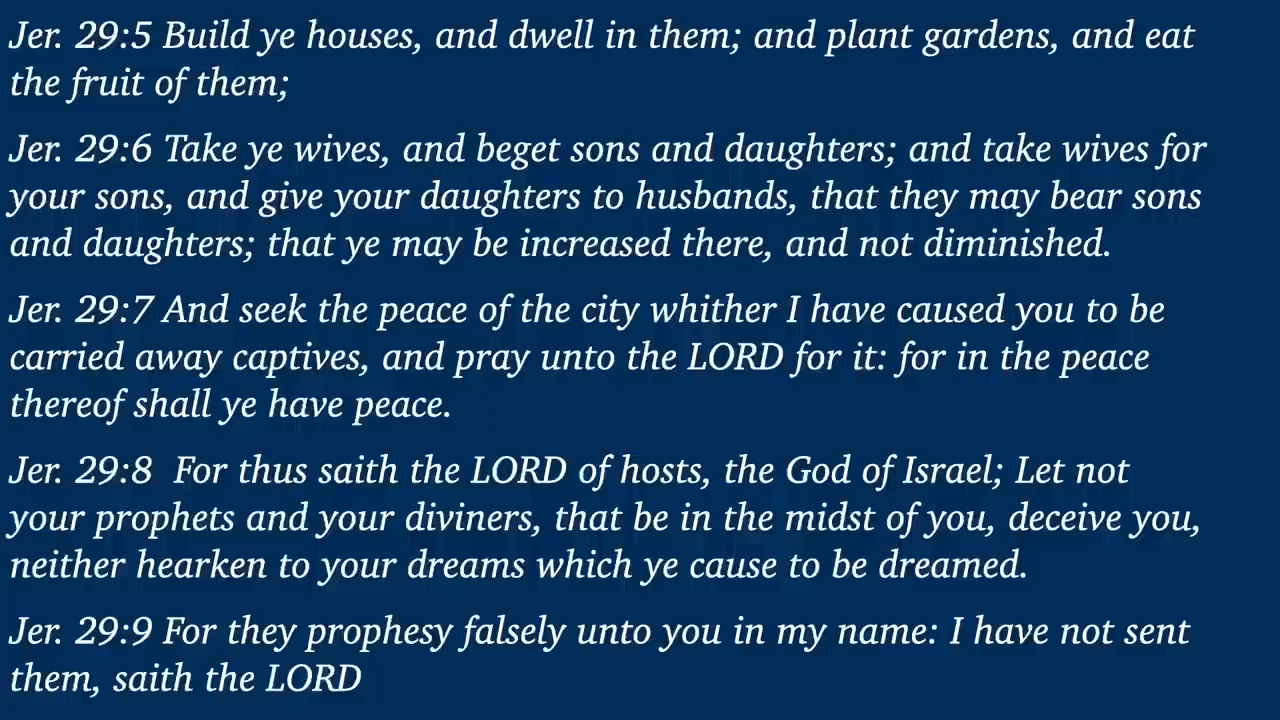 Jer. 29:5 Build ye houses, and dwell in them; and plant gardens, and eat
the fruit of them;
Jer. 29:6 Take ye wives, and beget sons and daughters; and take wives for
your sons, and give your daughters to husbands, that they may bear sons
and daughters; that ye may be increased there, and not diminished.
Jer. 29:7 And seek the peace of the city whither I have caused you to be
carried away captives, and pray unto the LORD for it: for in the peace
thereof shall ye have peace.
Jer. 29:8  For thus saith the LORD of hosts, the God of Israel; Let not
your prophets and your diviners, that be in the midst of you, deceive you,
neither hearken to your dreams which ye cause to be dreamed.
Jer. 29:9 For they prophesy falsely unto you in my name: I have not sent
them, saith the LORD